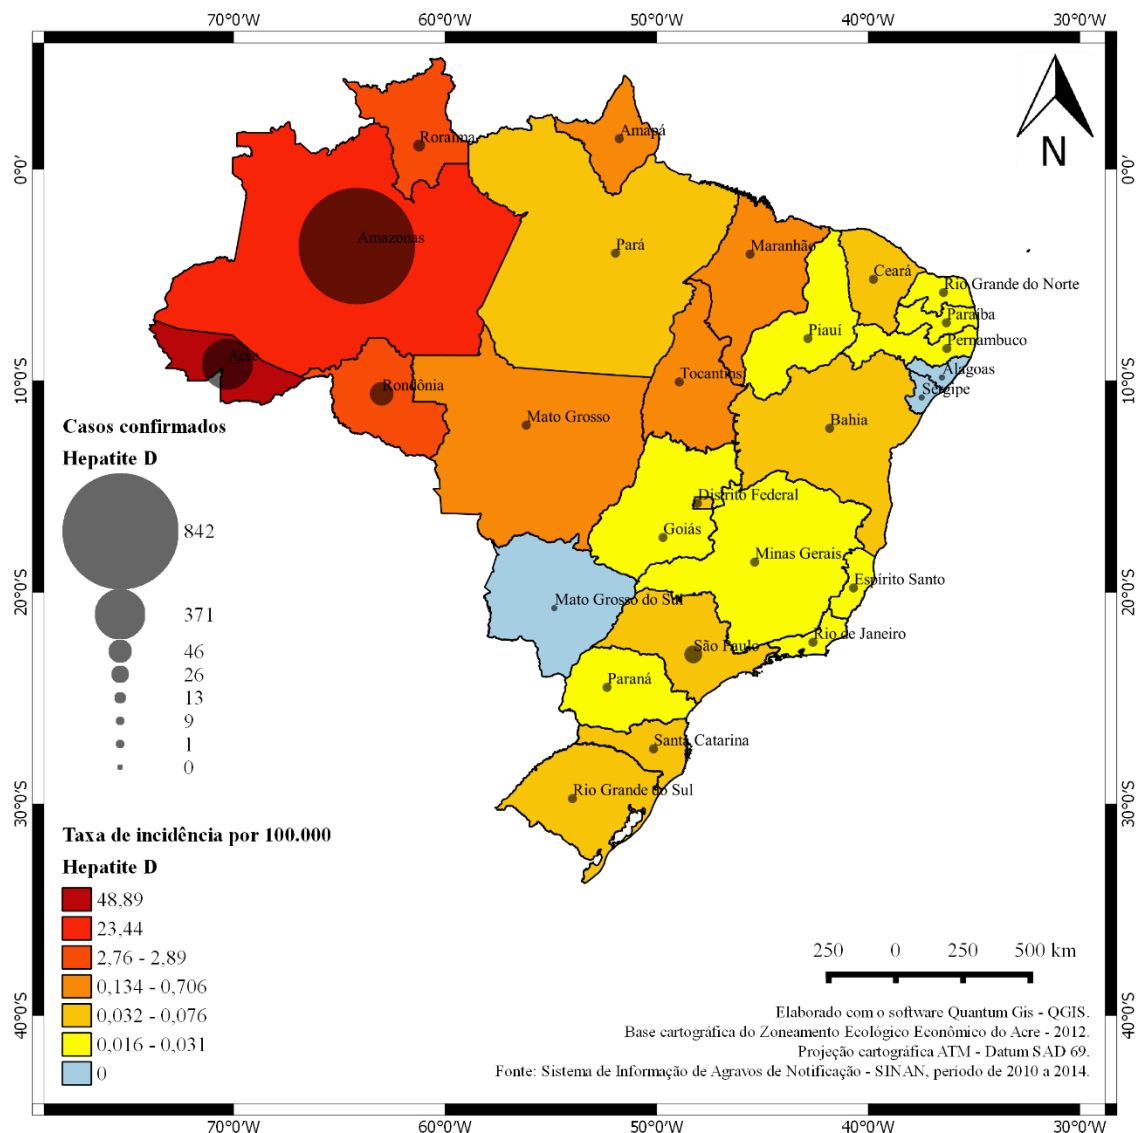 70°0'W 60°0'W 50°0'W 40°0'W 30°0'W
N
Roraima
Amapá
0°0' 0°0'
Amazonas
Pará
Maranhão
Ceará
Rio Grande do Norte
Paraíba
Piauí
Pernambuco
Acre
Alagoas
Tocantins
10°0'S 10°0'S
Rondônia
Sergipe
Mato Grosso
Bahia
Casos confirmados
Hepatite D
Distrito Federal
842
Goiás
Minas Gerais
Espírito Santo
20°0'S 20°0'S
Mato Grosso do Sul
371
Rio de Janeiro
São Paulo
46
26
Paraná
13
9
Santa Catarina
1
0
Rio Grande do Sul
30°0'S 30°0'S
Taxa de incidência por 100.000
Hepatite D
48,89
23,44
2,76 - 2,89
0,134 - 0,706
0,032 - 0,076
0,016 - 0,031
0
250 0 250 500 km
40°0'S 40°0'S
Elaborado com o software Quantum Gis - QGIS.
Base cartográfica do Zoneamento Ecológico Econômico do Acre - 2012.
Projeção cartográfica ATM - Datum SAD 69.
Fonte: Sistema de Informação de Agravos de Notificação - SINAN, período de 2010 a 2014.
70°0'W 60°0'W 50°0'W 40°0'W 30°0'W